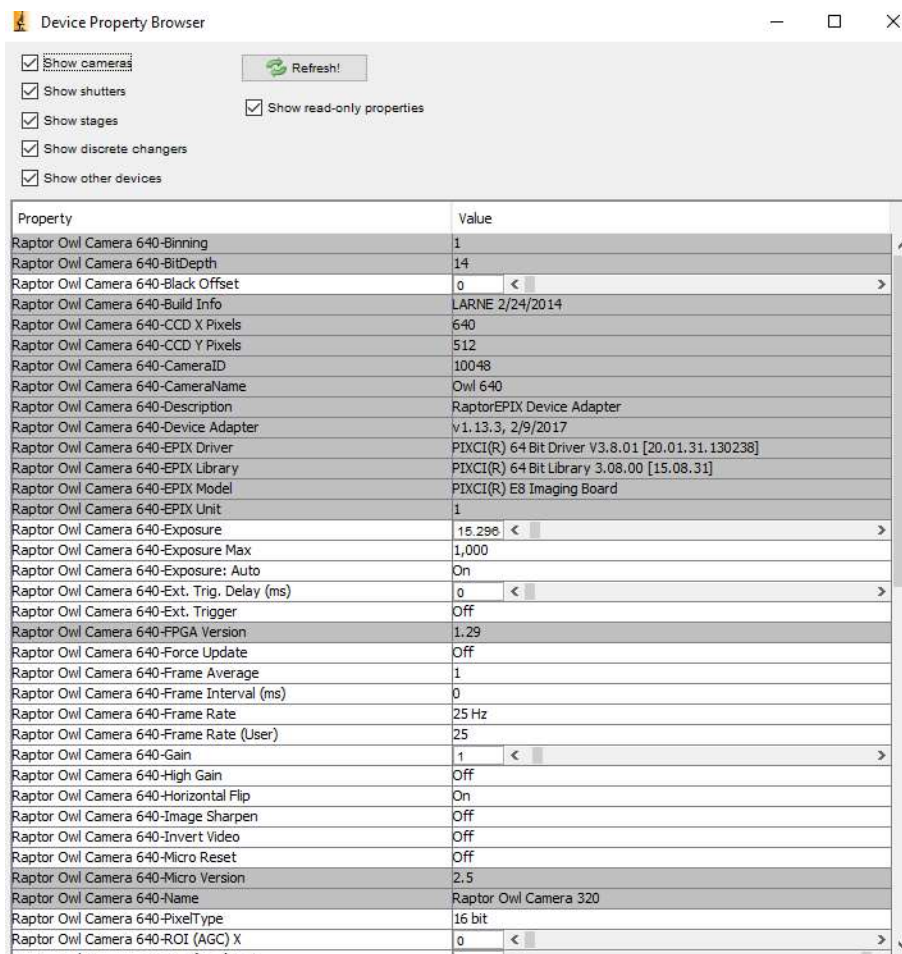 Device Property Browser
Show cameras
Refresh!
Show shutters
Show read-only properties
Show stages
Show discrete changers
Show other devices
Property Value
Raptor Owl Camera 640-Binning 1
Raptor Owl Camera 640-BitDepth 14
Raptor Owl Camera 640-Black Offset 0
Raptor Owl Camera 640-Build Info LARNE 2/24/2014
Raptor Owl Camera 640-CCD X Pixels 640
Raptor Owl Camera 640-CCD Y Pixels 512
Raptor Owl Camera 640-CameraID 10048
Raptor Owl Camera 640-CameraName Owl 640
Raptor Owl Camera 640-Description RaptorEPIX Device Adapter
Raptor Owl Camera 640-Device Adapter v1.13.3, 2/9/2017
Raptor Owl Camera 640-EPIX Driver PIXCI(R) 64 Bit Driver V3.8.01 [20.01.31.130238]
Raptor Owl Camera 640-EPIX Library PIXCI(R) 64 Bit Library 3.08.00 [15.08.31]
Raptor Owl Camera 640-EPIX Model PIXCI(R) E8 Imaging Board
Raptor Owl Camera 640-EPIX Unit 1
Raptor Owl Camera 640-Exposure 15.296
Raptor Owl Camera 640-Exposure Max 1,000
Raptor Owl Camera 640-Exposure: Auto On
Raptor Owl Camera 640-Ext. Trig. Delay (ms) 0
Raptor Owl Camera 640-Ext. Trigger Off
Raptor Owl Camera 640-FPGA Version 1.29
Raptor Owl Camera 640-Force Update Off
Raptor Owl Camera 640-Frame Average 1
Raptor Owl Camera 640-Frame Interval (ms) 0
Raptor Owl Camera 640-Frame Rate 25 Hz
Raptor Owl Camera 640-Frame Rate (User) 25
Raptor Owl Camera 640-Gain 1
Raptor Owl Camera 640-High Gain Off
Raptor Owl Camera 640-Horizontal Flip On
Raptor Owl Camera 640-Image Sharpen Off
Raptor Owl Camera 640-Invert Video Off
Raptor Owl Camera 640-Micro Reset Off
Raptor Owl Camera 640-Micro Version 2.5
Raptor Owl Camera 640-Name Raptor Owl Camera 320
Raptor Owl Camera 640-PixelType 16 bit
Raptor Owl Camera 640-ROI (AGC) X 0